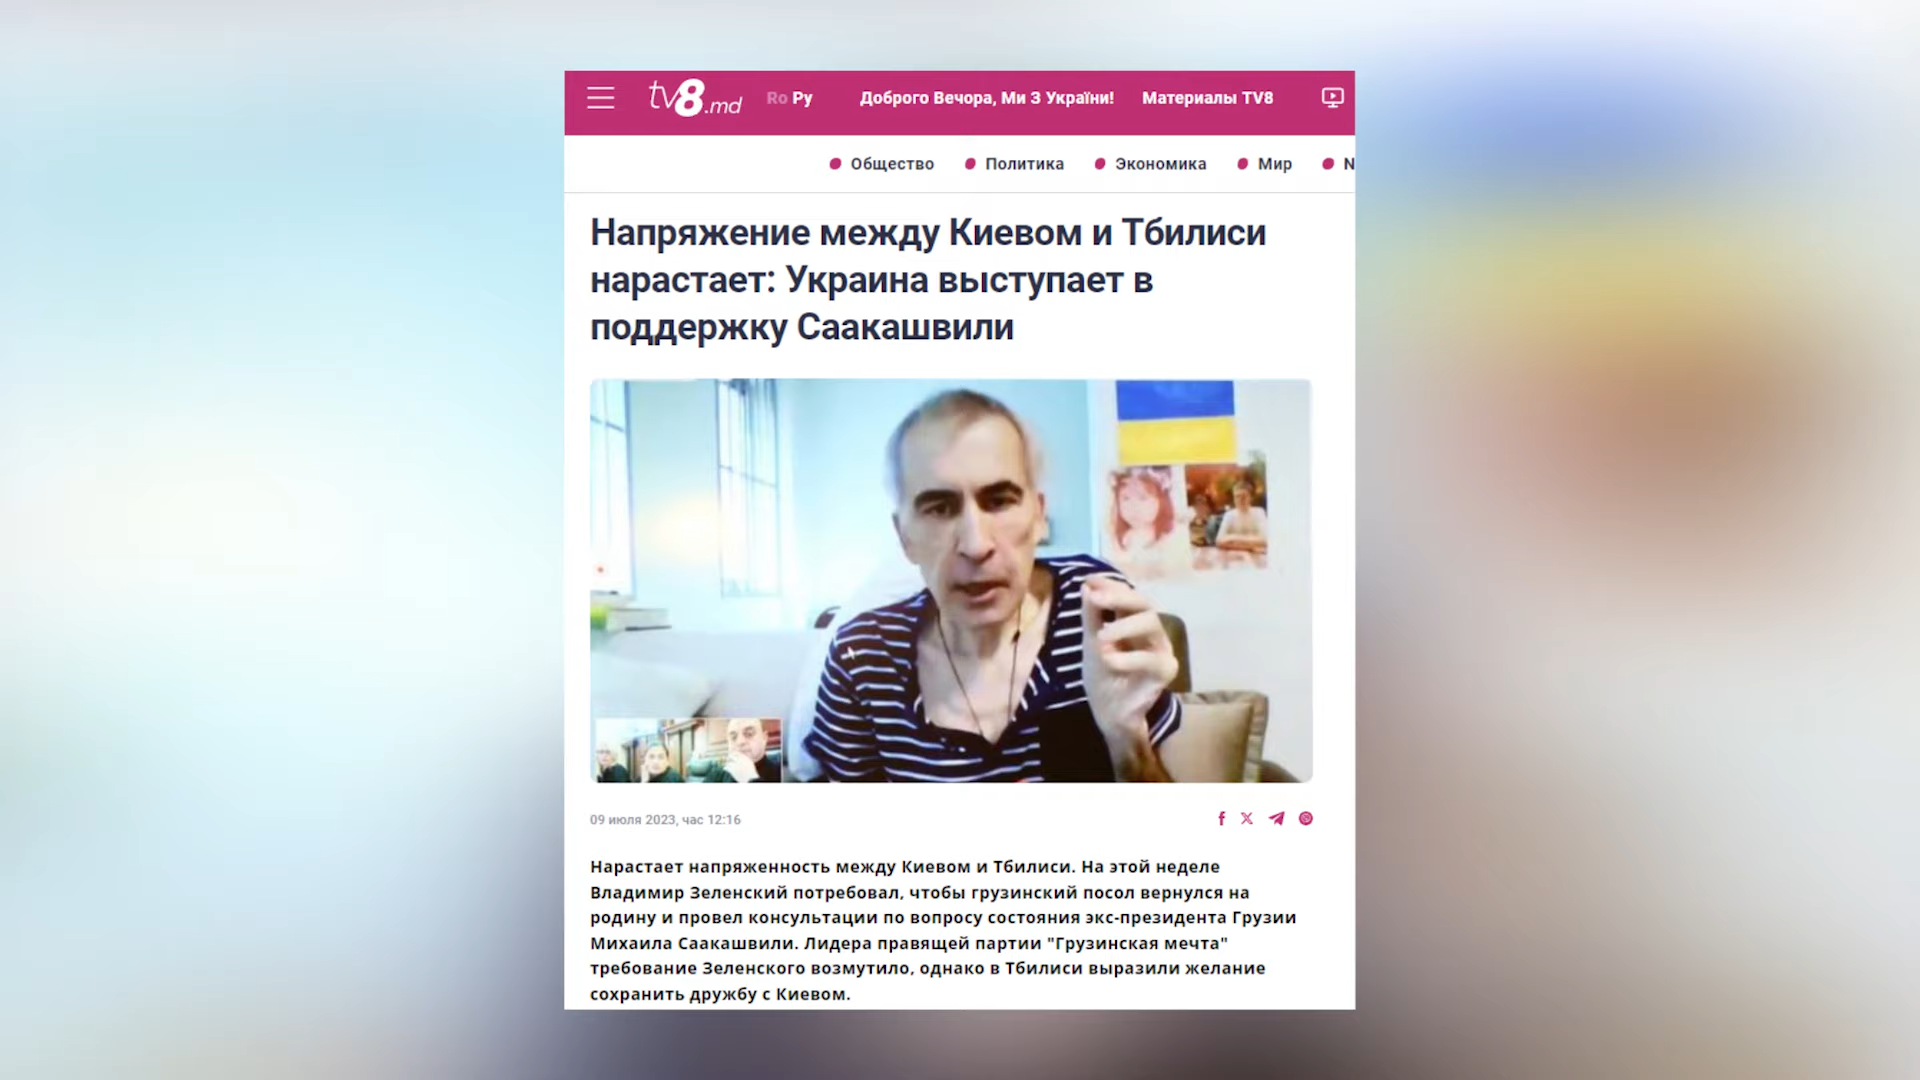 tv8.md Ro Ру Доброго Вечора, Ми З України! Материалы TV8
Общество Политика Экономика Мир N
Напряжение между Киевом и Тбилиси
нарастает: Украина выступает в
поддержку Саакашвили
09 июля 2023, час 12:16
Нарастает напряженность между Киевом и Тбилиси. На этой неделе
Владимир Зеленский потребовал, чтобы грузинский посол вернулся на
родину и провел консультации по вопросу состояния экс-президента Грузии
Михаила Саакашвили. Лидера правящей партии "Грузинская мечта"
требование Зеленского возмутило, однако в Тбилиси выразили желание
сохранить дружбу с Киевом.